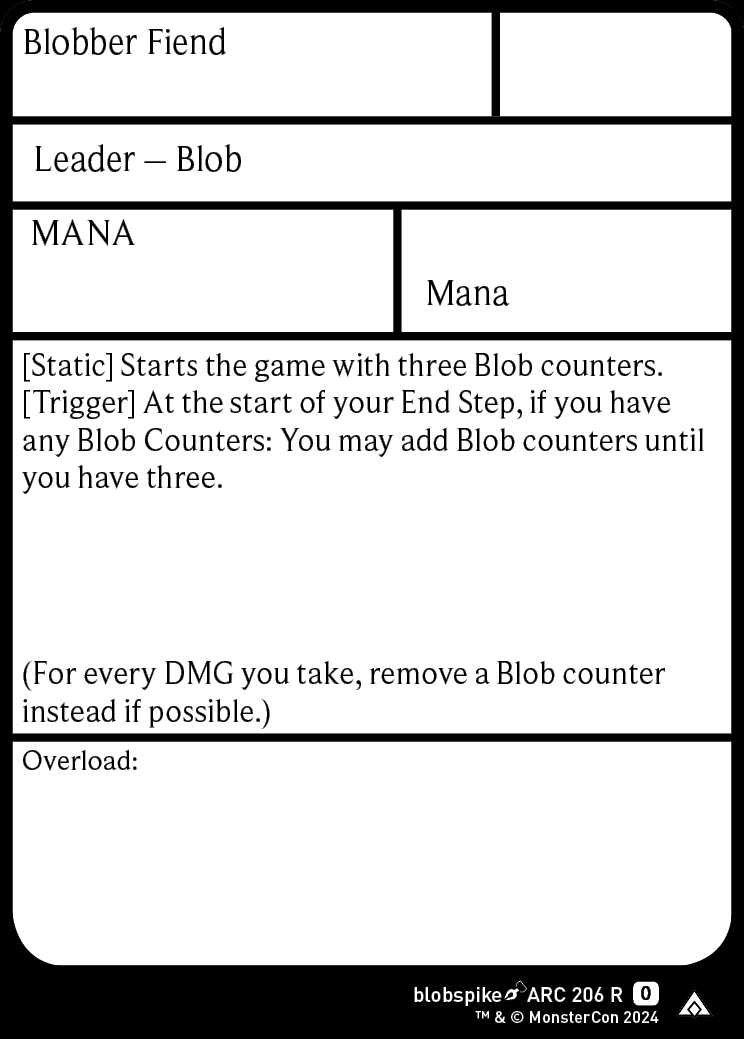 Blobber Fiend
Leader – Blob
MANA
Mana
[Static] Starts the game with three Blob counters.
[Trigger] At the start of your End Step, if you have
any Blob Counters: You may add Blob counters until
you have three.
(For every DMG you take, remove a Blob counter
instead if possible.)
Overload:
blobspike ARC 206 R 0
™ & © MonsterCon 2024